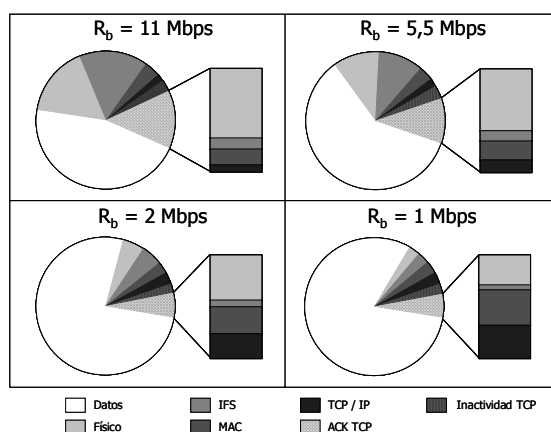 R_b = 11 Mbps
R_b = 5,5 Mbps
R_b = 2 Mbps
R_b = 1 Mbps
Datos
IFS
TCP / IP
Inactividad TCP
Físico
MAC
ACK TCP